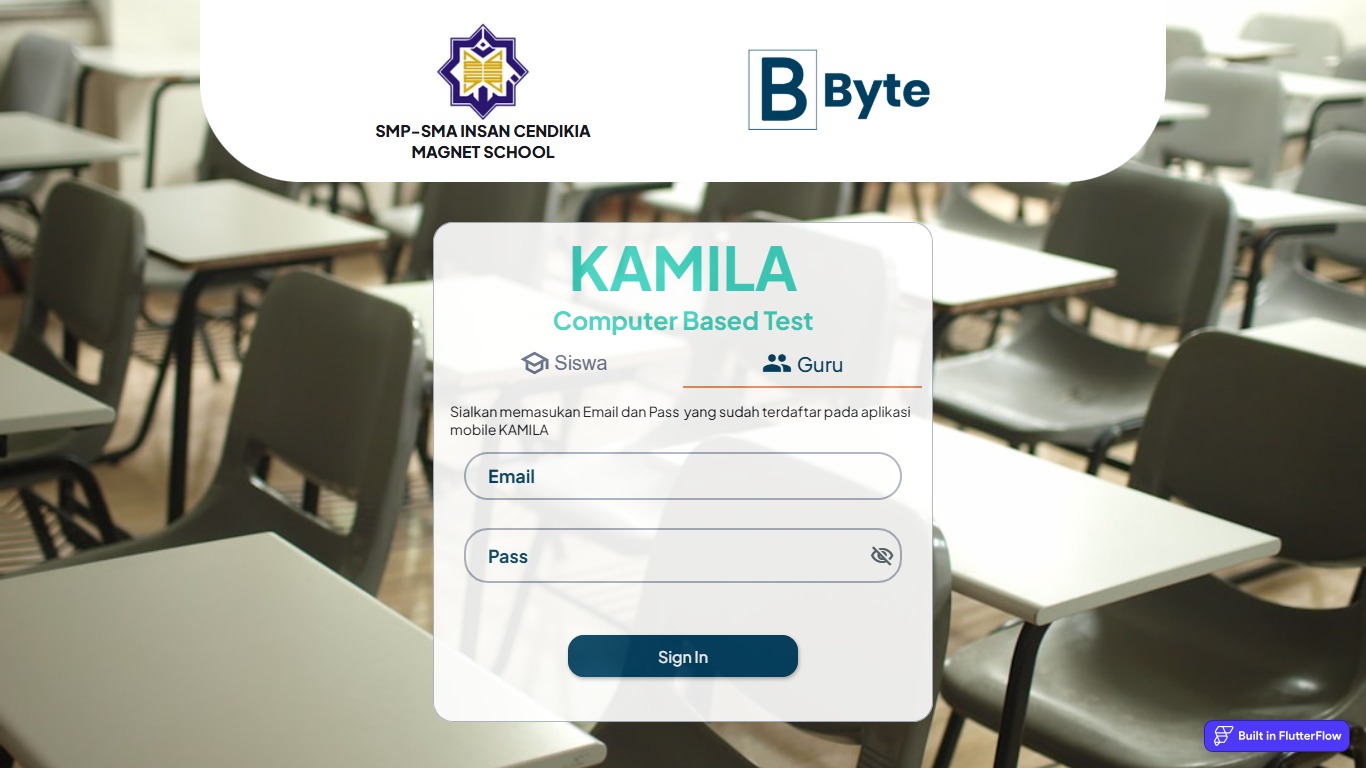 SMP-SMA INSAN CENDIKIA
MAGNET SCHOOL
B Byte
KAMILA
Computer Based Test
Siswa
Guru
Sialkan memasukan Email dan Pass yang sudah terdaftar pada aplikasi
mobile KAMILA
Email
Pass
Sign In
Built in FlutterFlow